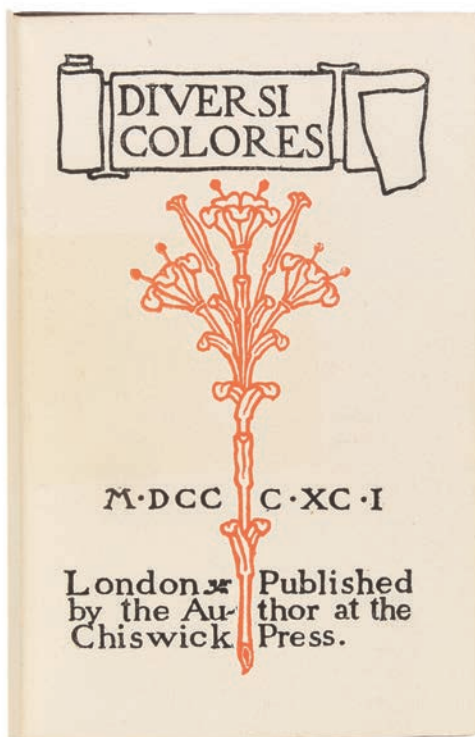 DIVERSI
COLORES
M·DCC C·XC·I
London Published
by the Au- thor at the
Chiswick Press.